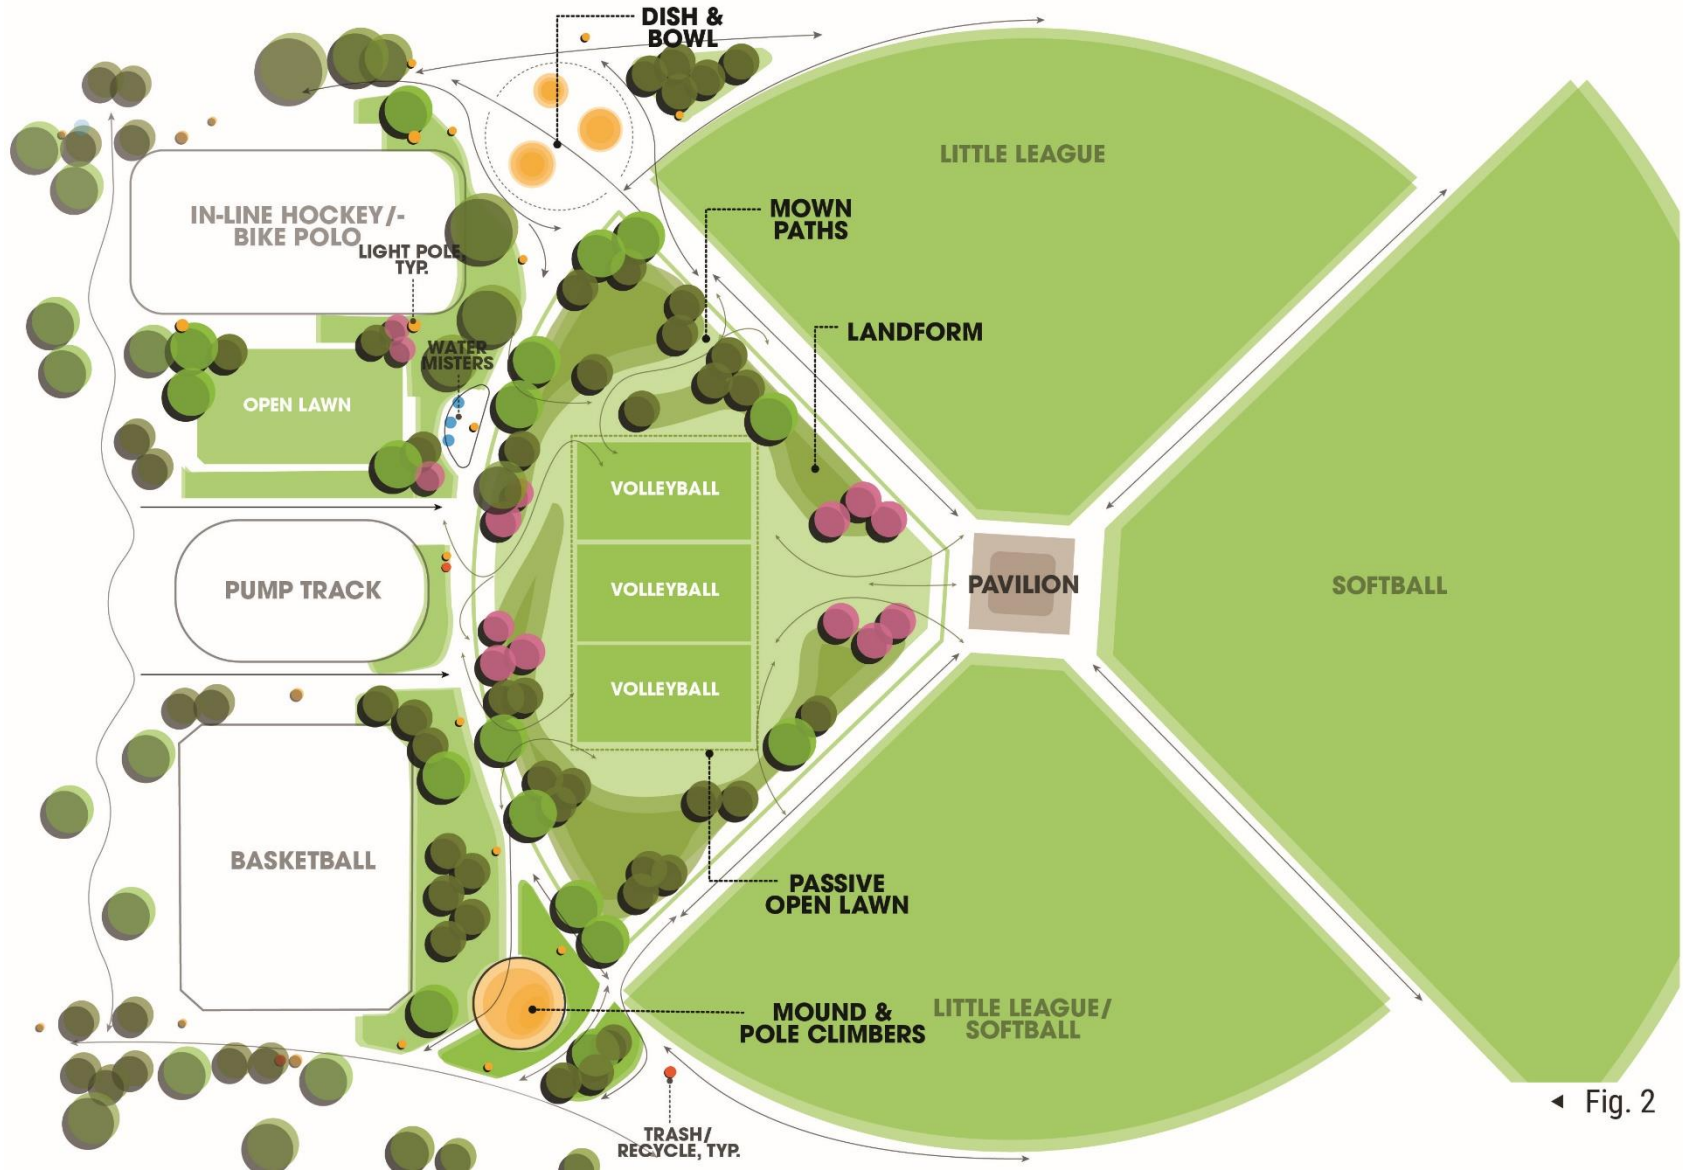 DISH &
BOWL
LITTLE LEAGUE
MOWN
PATHS
IN-LINE HOCKEY/-
BIKE POLO
LIGHT POLE,
TYP.
LANDFORM
WATER
MISTERS
OPEN LAWN
VOLLEYBALL
VOLLEYBALL
VOLLEYBALL
PUMP TRACK
PAVILION
SOFTBALL
BASKETBALL
PASSIVE
OPEN LAWN
MOUND &
POLE CLIMBERS
LITTLE LEAGUE/
SOFTBALL
TRASH/
RECYCLE, TYP.
◄ Fig. 2